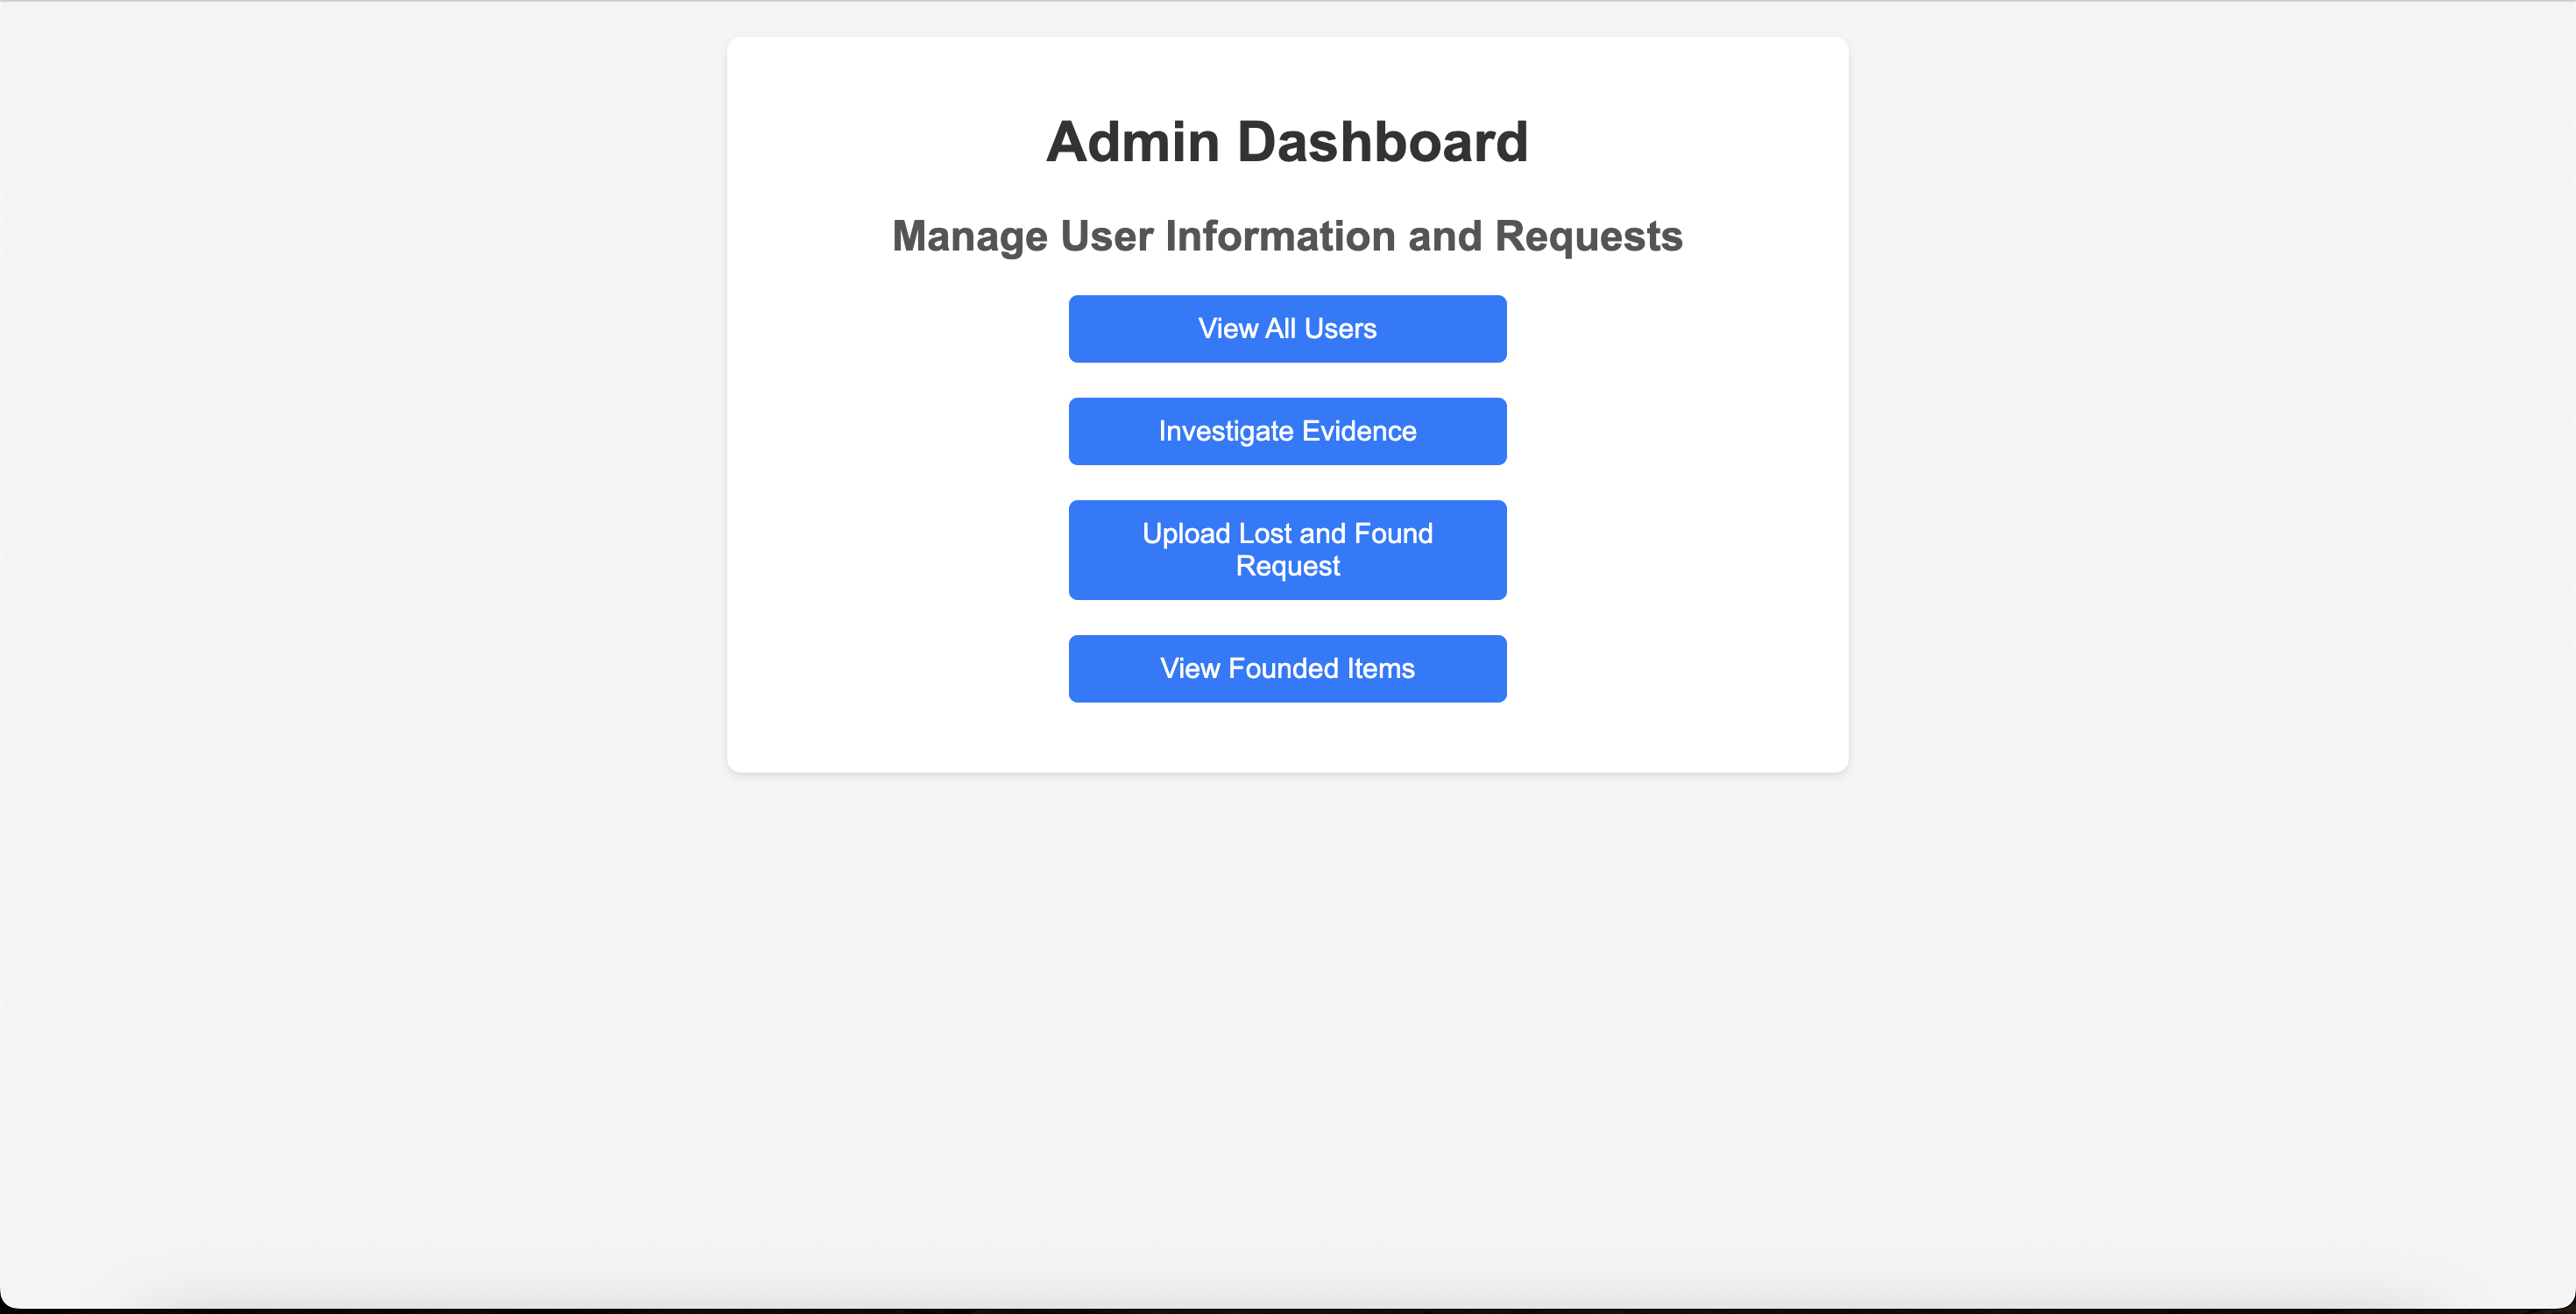 Admin Dashboard
Manage User Information and Requests
View All Users
Investigate Evidence
Upload Lost and Found
Request
View Founded Items